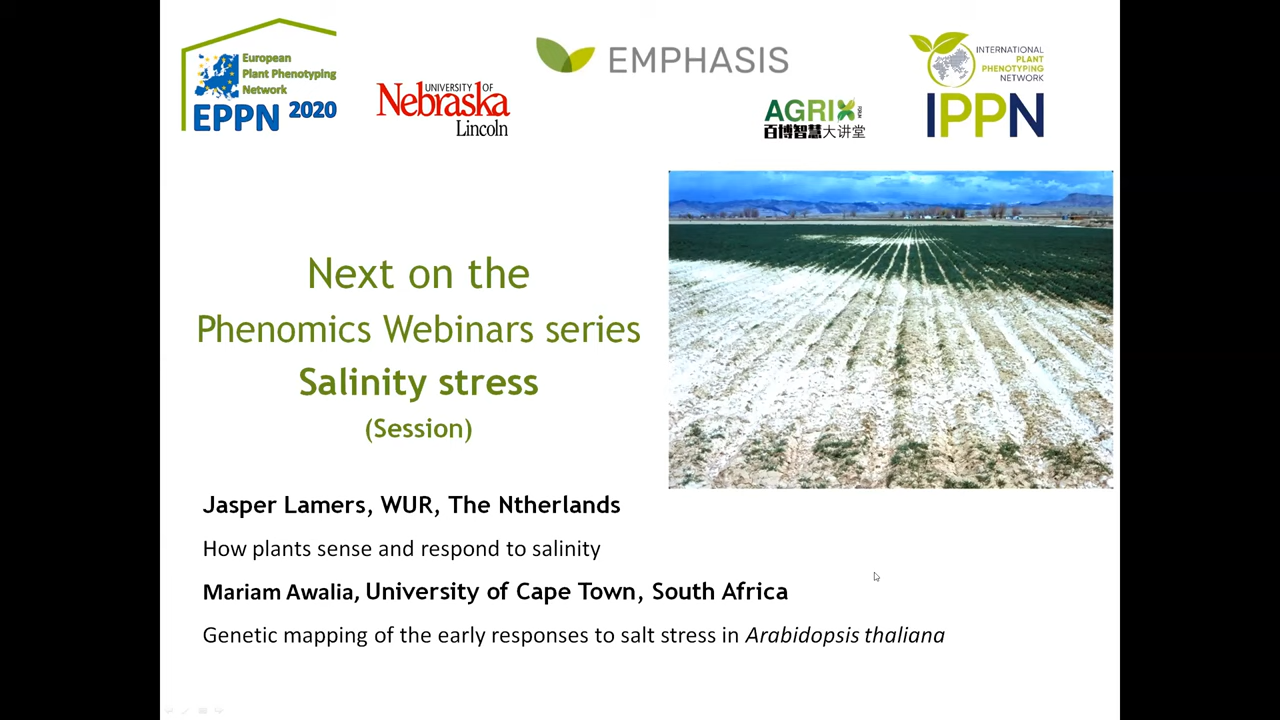 European
Plant Phenotyping
Network
EPPN 2020
UNIVERSITY OF
Nebraska
Lincoln
EMPHASIS
AGRIX
百博智慧大讲堂
INTERNATIONAL
PLANT
PHENOTYPING
NETWORK
IPPN
Next on the
Phenomics Webinars series
Salinity stress
(Session)
Jasper Lamers, WUR, The Ntherlands
How plants sense and respond to salinity
Mariam Awalia, University of Cape Town, South Africa
Genetic mapping of the early responses to salt stress in Arabidopsis thaliana